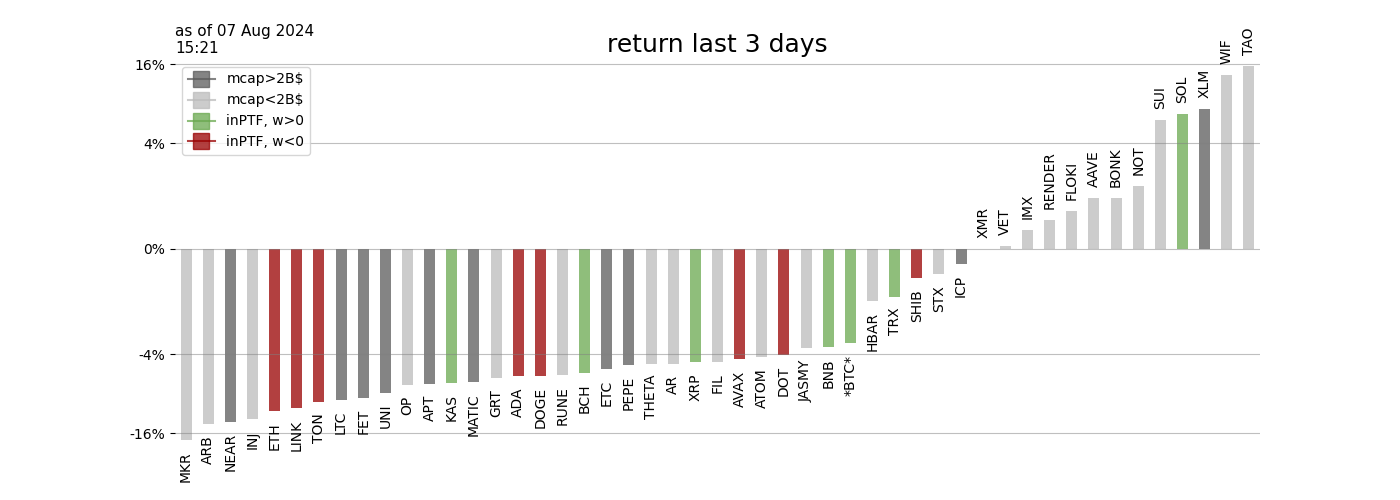 as of 07 Aug 2024
15:21
return last 3 days
16%
4%
0%
-4%
-16%
mcap>2B$
mcap<2B$
inPTF, w>0
inPTF, w<0
MKR
ARB
NEAR
INJ
ETH
LINK
TON
LTC
FET
UNI
OP
APT
KAS
MATIC
GRT
ADA
DOGE
RUNE
BCH
ETC
PEPE
THETA
AR
XRP
FIL
AVAX
ATOM
DOT
JASMY
BNB
*BTC*
HBAR
TRX
SHIB
STX
ICP
XMR
VET
IMX
RENDER
FLOKI
AAVE
BONK
NOT
SUI
SOL
XLM
WIF
TAO